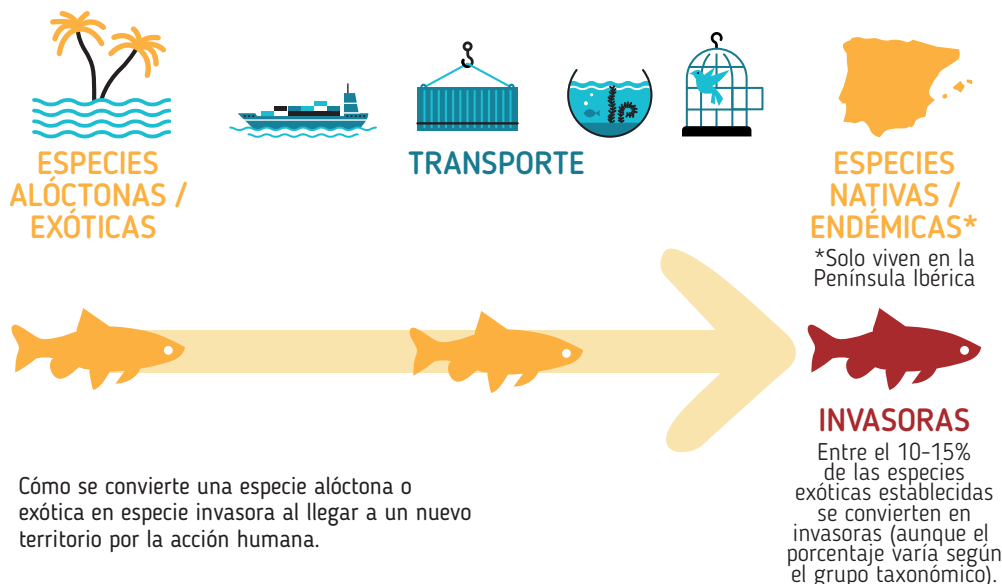 ESPECIES
ALÓCTONAS /
EXÓTICAS
TRANSPORTE
ESPECIES
NATIVAS /
ENDÉMICAS*
*Solo viven en la
Península Ibérica
INVASORAS
Entre el 10-15%
de las especies
exóticas establecidas
se convierten en
invasoras (aunque el
porcentaje varía según
el grupo taxonómico).
Cómo se convierte una especie alóctona o
exótica en especie invasora al llegar a un nuevo
territorio por la acción humana.